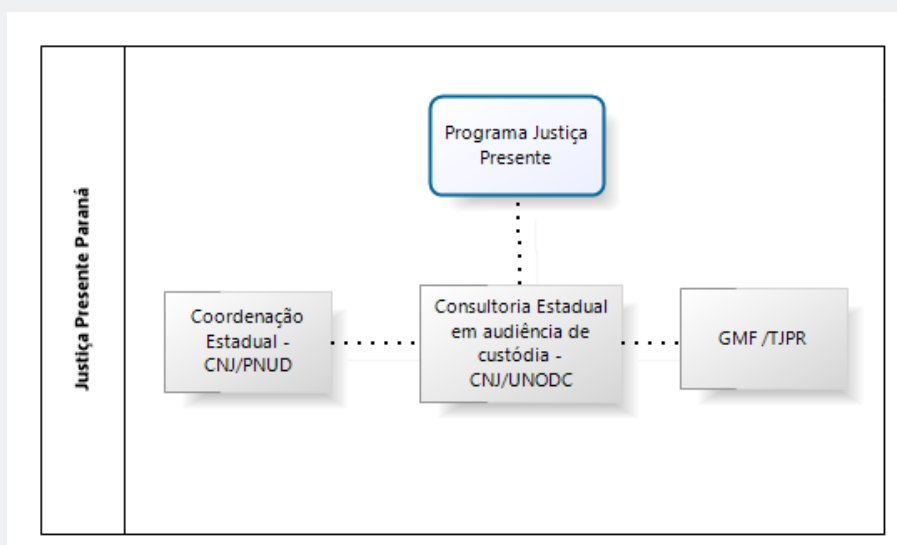 Justiça Presente Paraná
Programa Justiça
Presente
Coordenação
Estadual -
CNJ/PNUD
Consultoria Estadual
em audiência de
custódia -
CNJ/UNODC
GMF /TJPR